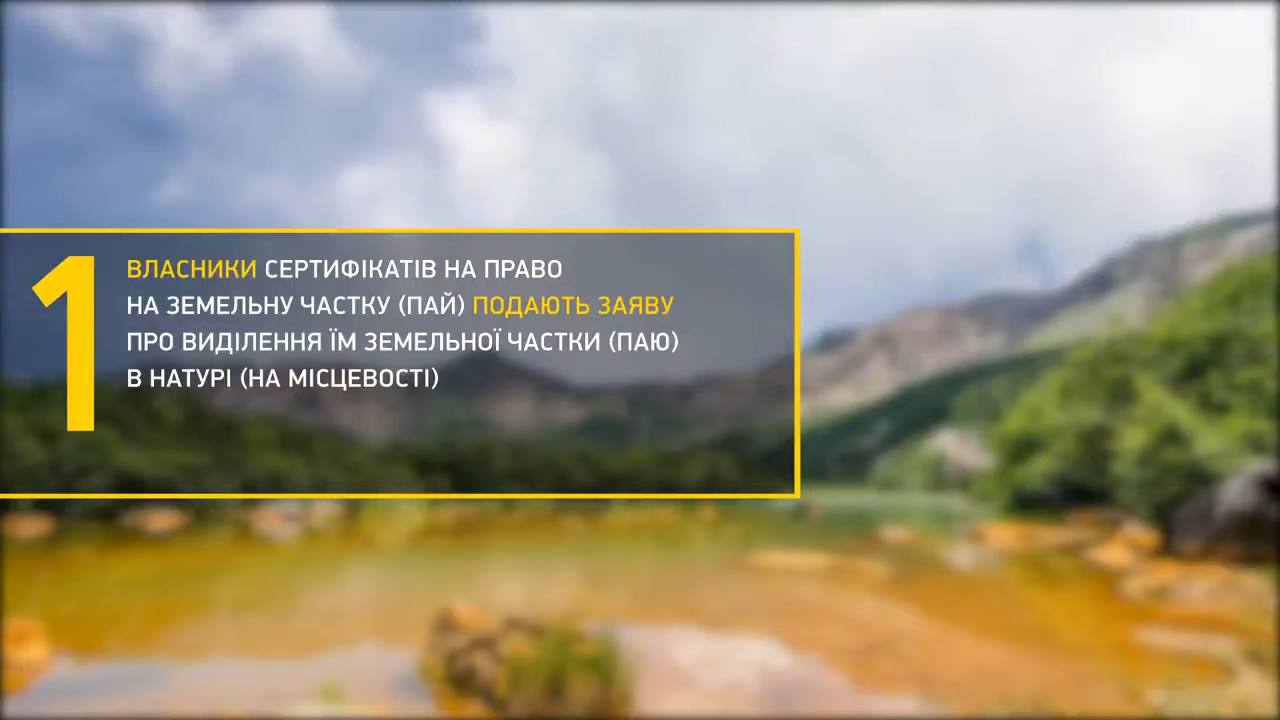 1
ВЛАСНИКИ СЕРТИФІКАТІВ НА ПРАВО
НА ЗЕМЕЛЬНУ ЧАСТКУ (ПАЙ) ПОДАЮТЬ ЗАЯВУ
ПРО ВИДІЛЕННЯ ЇМ ЗЕМЕЛЬНОЇ ЧАСТКИ (ПАЮ)
В НАТУРІ (НА МІСЦЕВОСТІ)